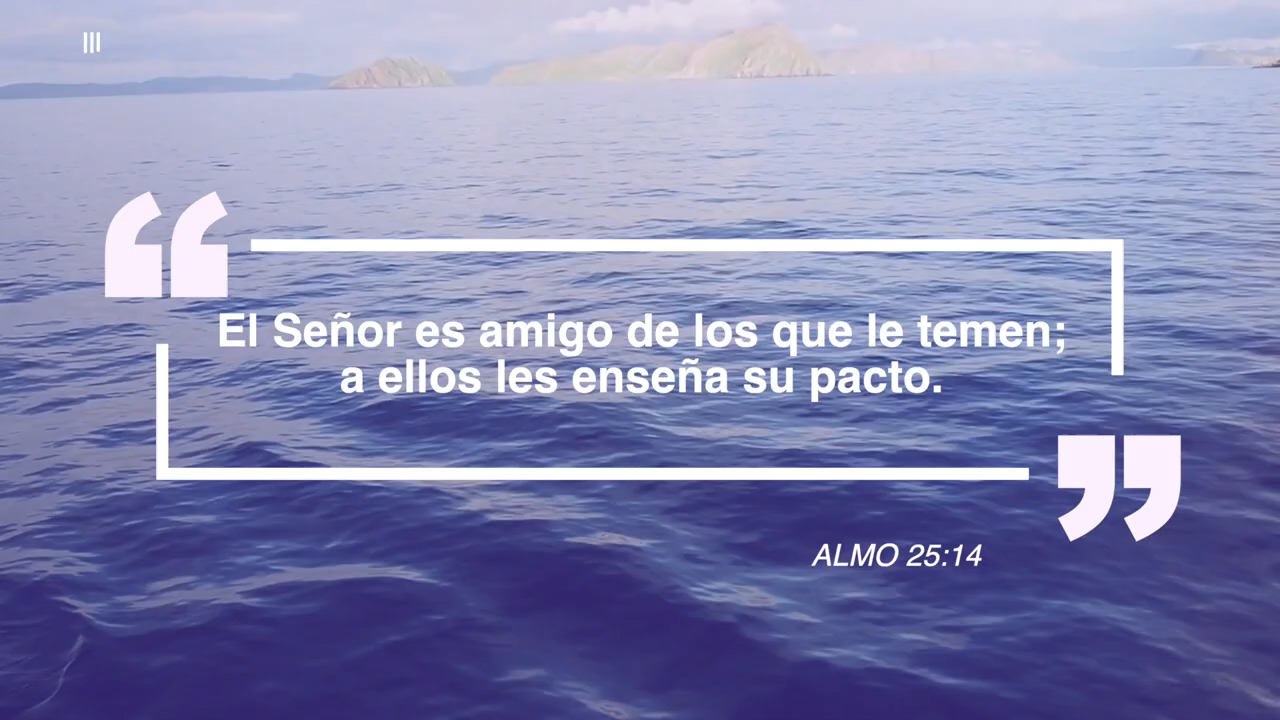 El Señor es amigo de los que le temen;
a ellos les enseña su pacto.
ALMO 25:14